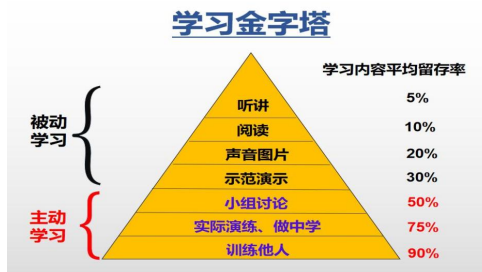 学习金字塔
学习内容平均留存率
被动
学习
听讲 5%
阅读 10%
声音图片 20%
示范演示 30%
主动
学习
小组讨论 50%
实际演练、做中学 75%
训练他人 90%